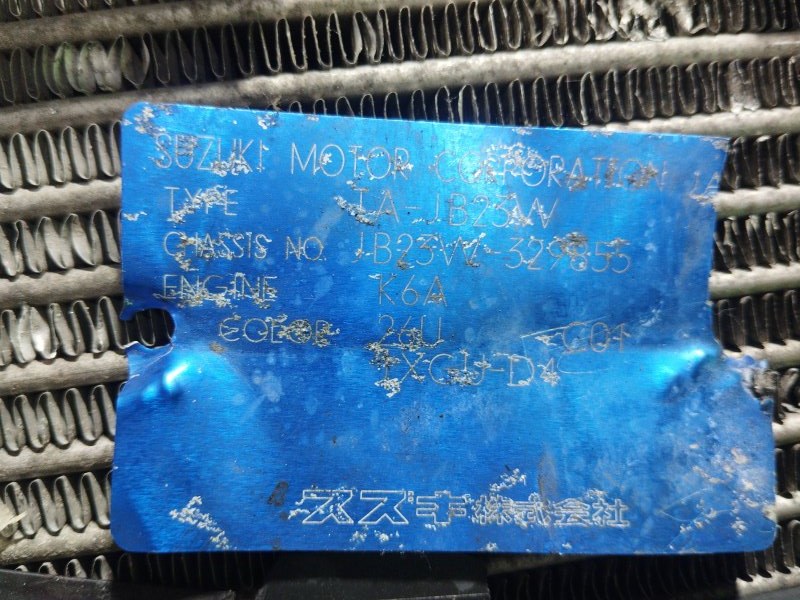 SUZUKI MOTOR CORPORATION
TYPE TA-JB23W
CHASSIS NO. JB23W-329855
ENGINE K6A
COLOR 26U C01
TXGU-D4
スズキ株式会社